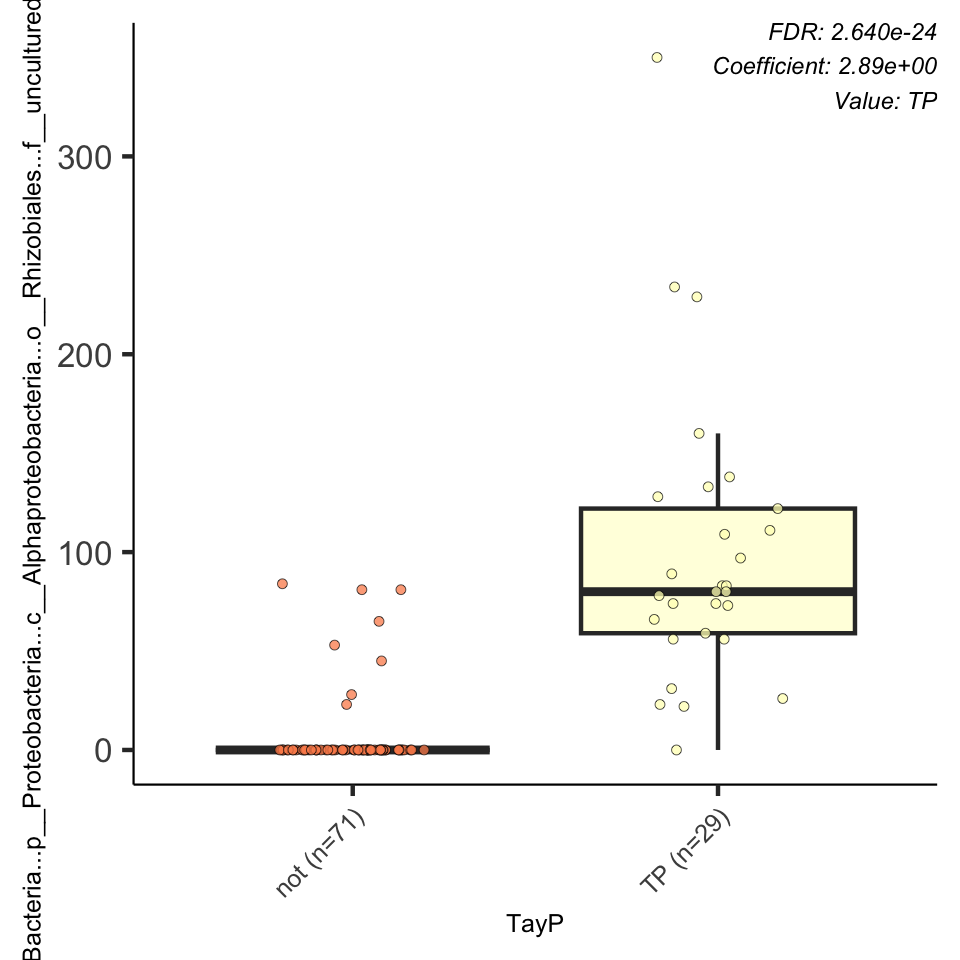 FDR: 2.640e-24
Coefficient: 2.89e+00
Value: TP
Bacteria...p__Proteobacteria...c__Alphaproteobacteria...o__Rhizobiales...f__uncultured
300
200
100
0
not (n=71)
TP (n=29)
TayP